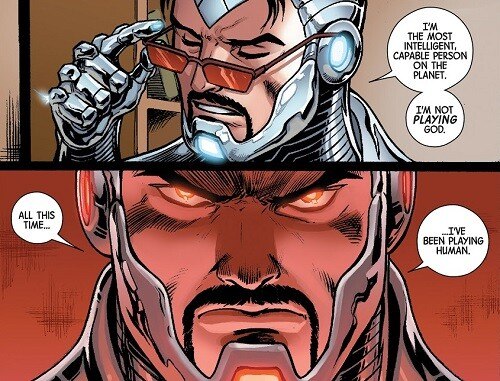 I'M
THE MOST
INTELLIGENT,
CAPABLE PERSON
ON THE
PLANET.
I'M NOT
PLAYING
GOD.
ALL THIS
TIME...
...I'VE
BEEN PLAYING
HUMAN.